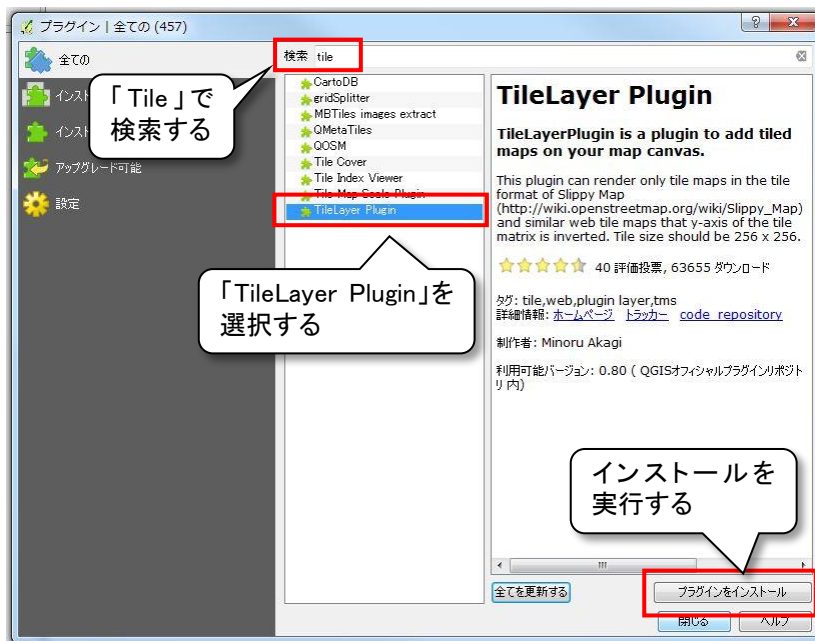 プラグイン | 全ての (457)
全ての
検索 tile
「Tile」で
検索する
インスト
インスト
アップグレード可能
設定
CartoDB
gridSplitter
MBTiles images extract
QMetaTiles
QOSM
Tile Cover
Tile Index Viewer
Tile Map Scale Plugin
TileLayer Plugin
「TileLayer Plugin」を
選択する
TileLayer Plugin
TileLayerPlugin is a plugin to add tiled
maps on your map canvas.
This plugin can render only tile maps in the tile
format of Slippy Map
(http://wiki.openstreetmap.org/wiki/Slippy_Map)
and similar web tile maps that y-axis of the tile
matrix is inverted. Tile size should be 256 x 256.
40 評価投票, 63655 ダウンロード
タグ: tile,web,plugin layer,tms
詳細情報: ホームページ トラッカー code repository
制作者: Minoru Akagi
利用可能バージョン: 0.80 ( QGISオフィシャルプラグインリポジト
リ内)
インストールを
実行する
全てを更新する
プラグインをインストール
閉じる
ヘルプ